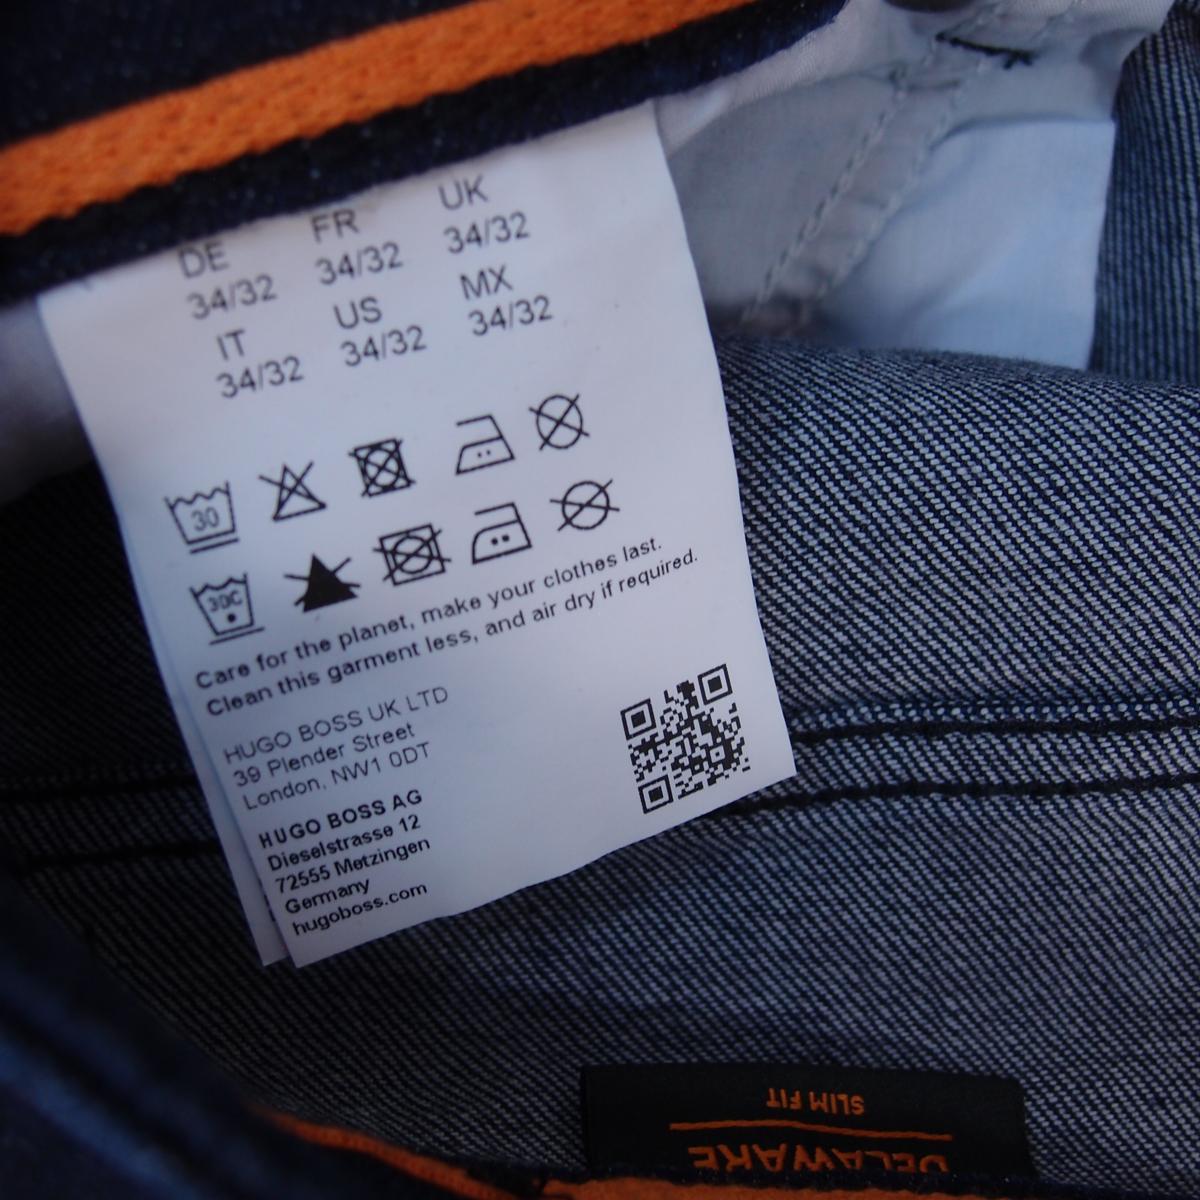 DE FR UK
34/32 34/32 34/32
IT US MX
34/32 34/32 34/32
30
30C
Care for the planet, make your clothes last.
Clean this garment less, and air dry if required.
HUGO BOSS UK LTD
39 Plender Street
London, NW1 0DT
HUGO BOSS AG
Dieselstrasse 12
72555 Metzingen
Germany
hugoboss.com
DELAWARE
SLIM FIT